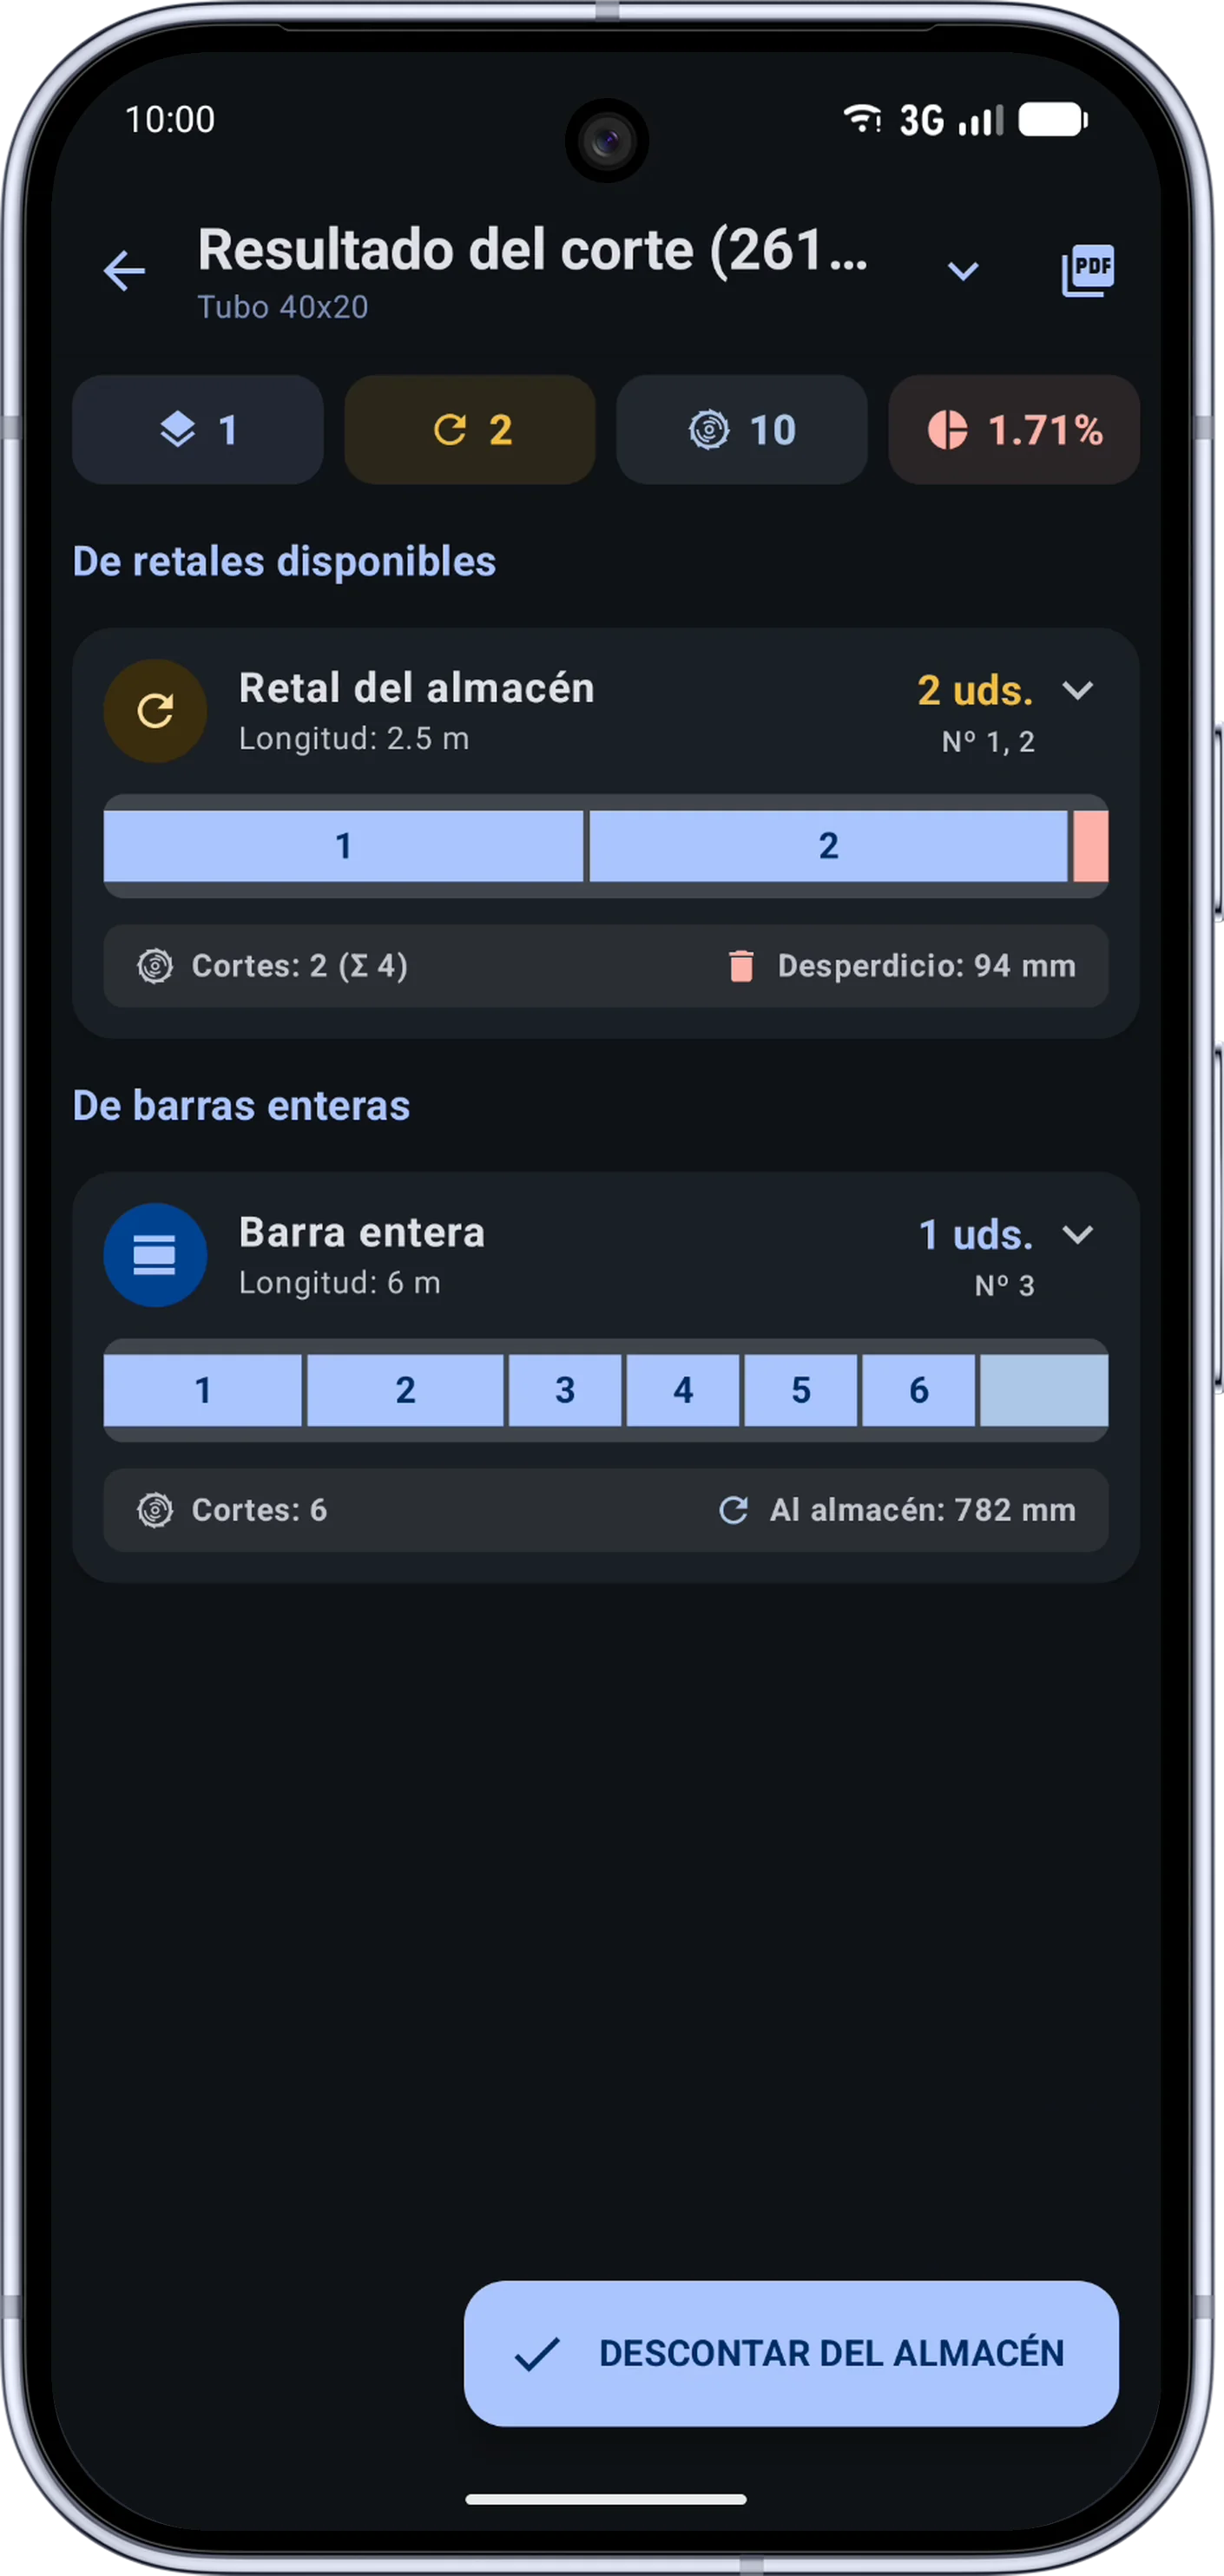 10:00
3G
Resultado del corte (261...
Tubo 40x20
PDF
1
2
10
1.71%
De retales disponibles
Retal del almacén
2 uds.
Longitud: 2.5 m
Nº 1, 2
1
2
Cortes: 2 (Σ 4)
Desperdicio: 94 mm
De barras enteras
Barra entera
1 uds.
Longitud: 6 m
Nº 3
1
2
3
4
5
6
Cortes: 6
Al almacén: 782 mm
DESCONTAR DEL ALMACÉN